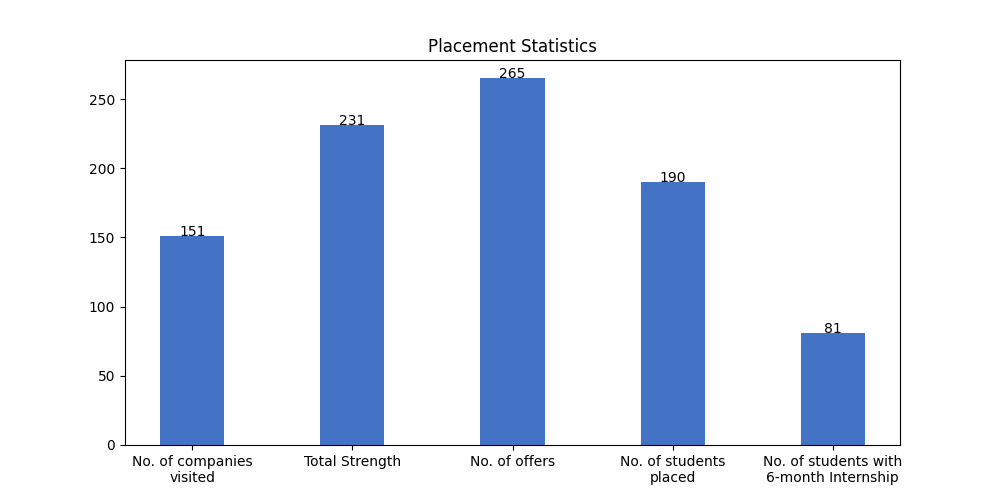 Placement Statistics
265
250
231
200
190
151
150
100
81
50
0
No. of companies
visited
Total Strength
No. of offers
No. of students
placed
No. of students with
6-month Internship